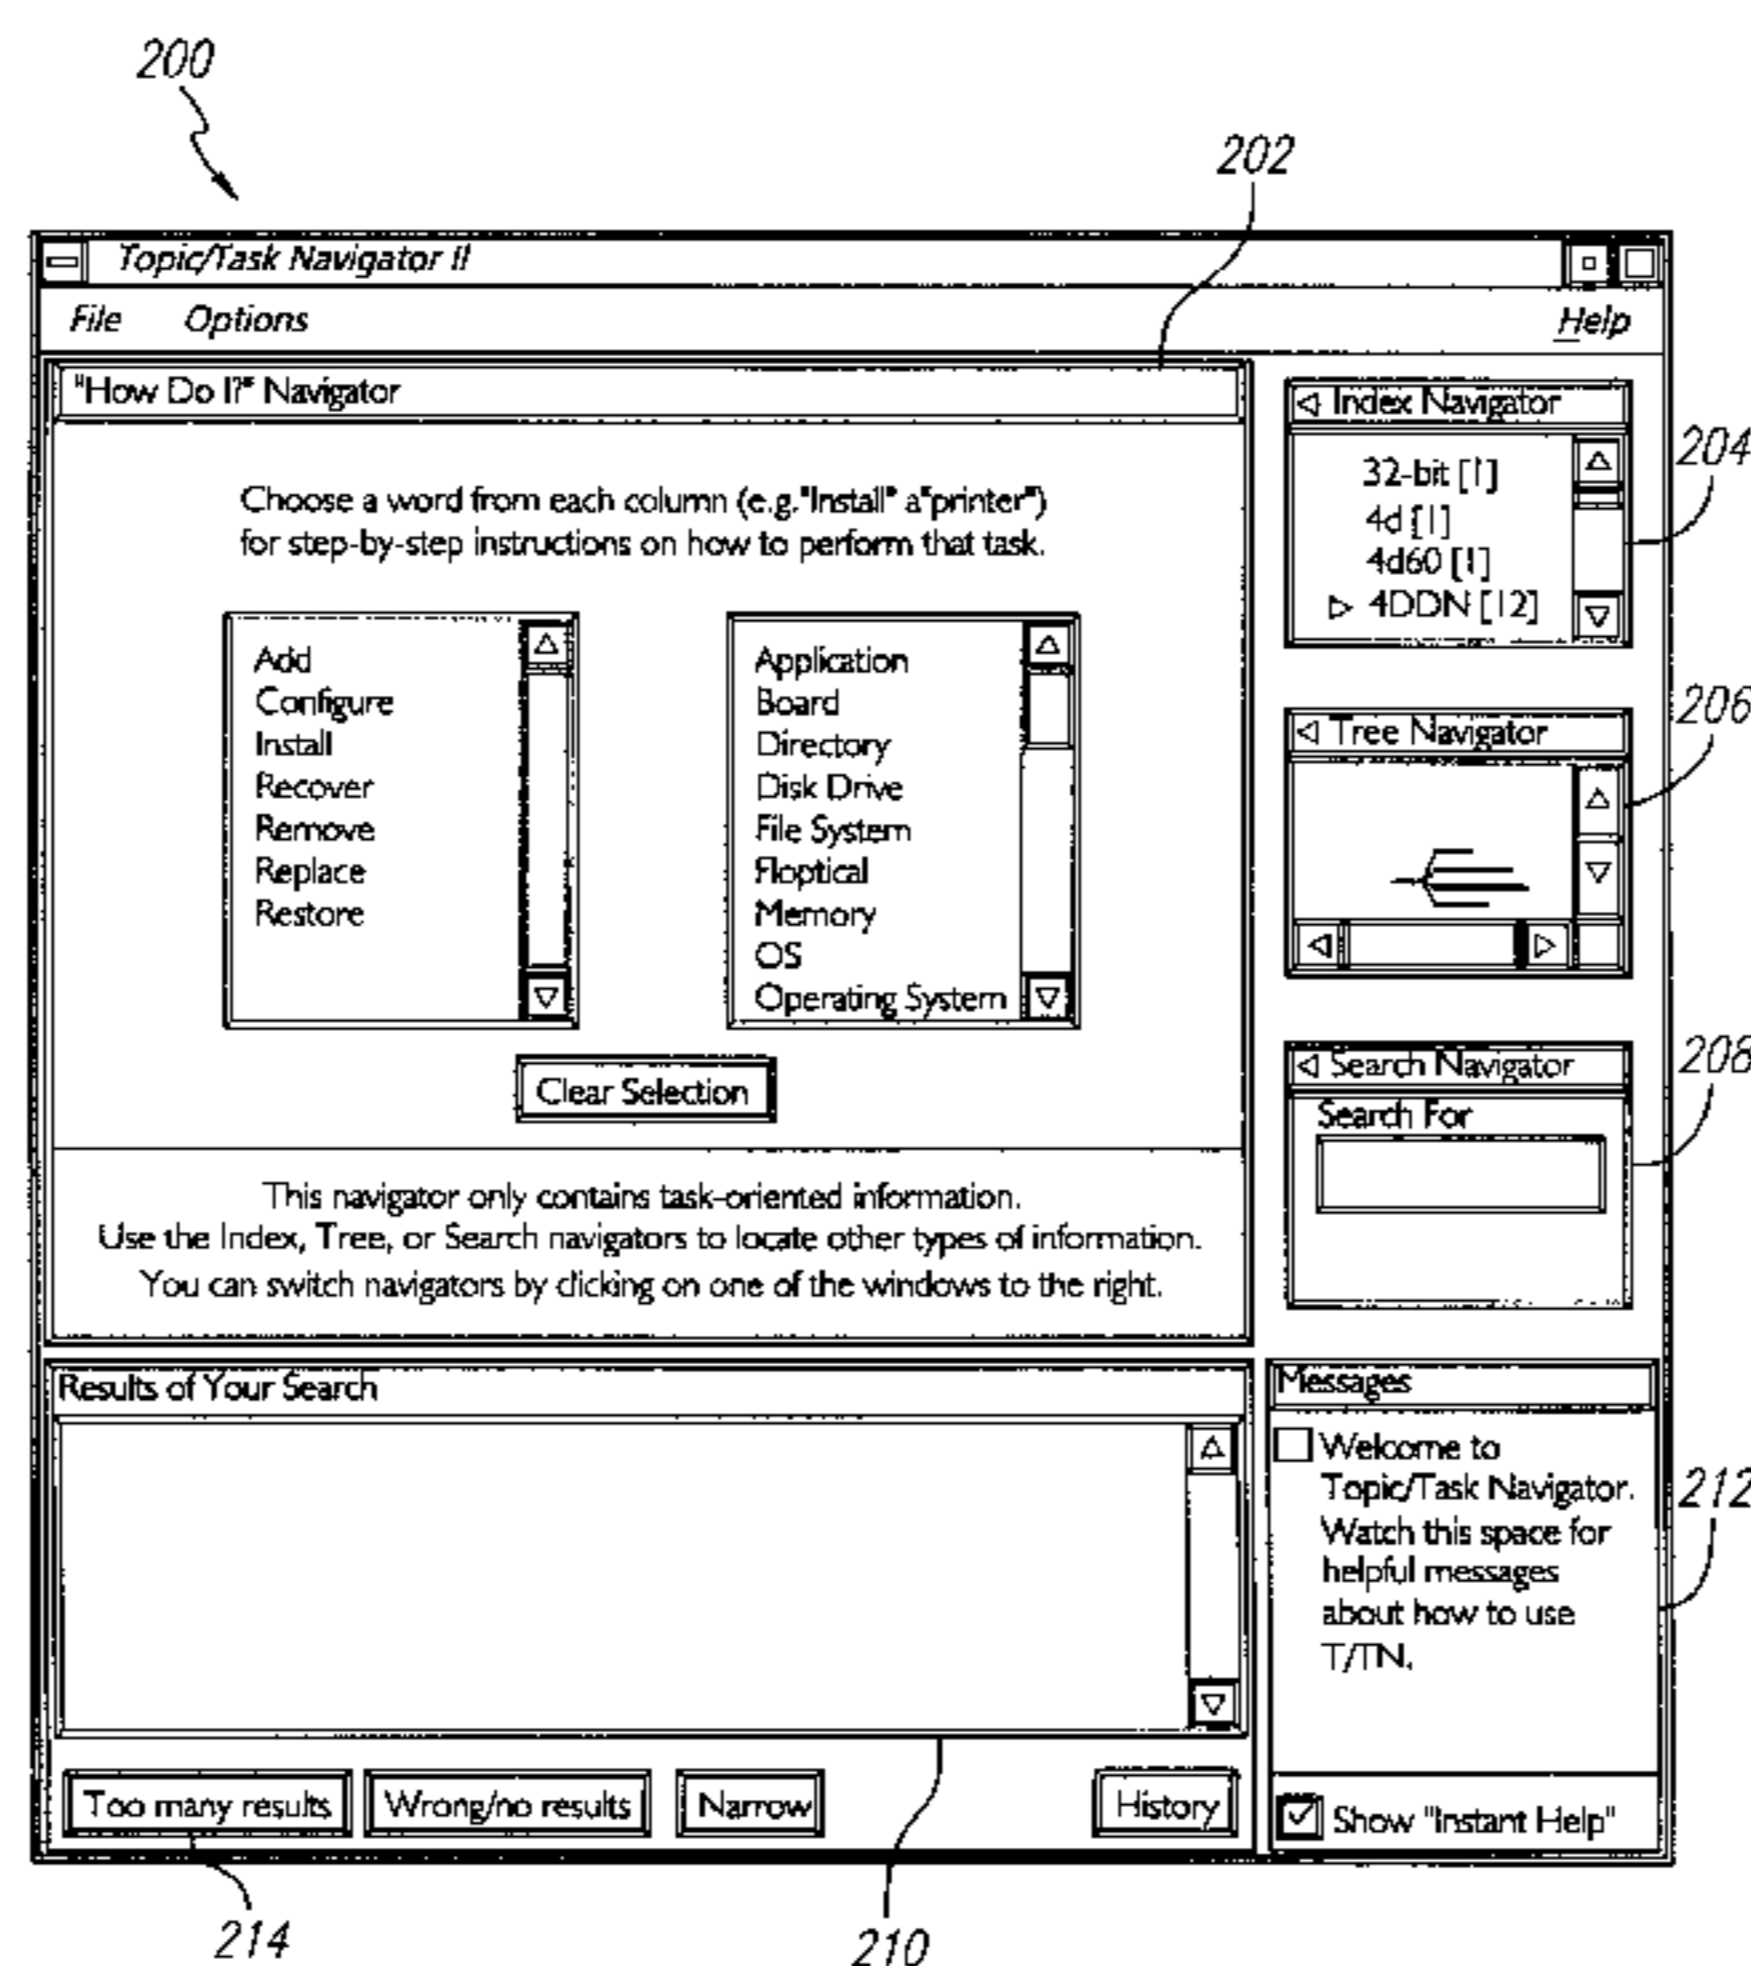 200
202
Topic/Task Navigator II
File Options Help
"How Do I?" Navigator
Choose a word from each column (e.g."Install" a"printer")
for step-by-step instructions on how to perform that task.
Add
Configure
Install
Recover
Remove
Replace
Restore
Application
Board
Directory
Disk Drive
File System
Floptical
Memory
OS
Operating System
Clear Selection
This navigator only contains task-oriented information.
Use the Index, Tree, or Search navigators to locate other types of information.
You can switch navigators by clicking on one of the windows to the right.
Index Navigator
32-bit [1]
4d [1]
4d60 [1]
4DDN [12]
204
Tree Navigator
206
Search Navigator
Search For
208
Results of Your Search
Too many results
Wrong/no results
Narrow
History
Messages
Welcome to
Topic/Task Navigator.
Watch this space for
helpful messages
about how to use
T/TN.
Show "Instant Help"
212
214
210